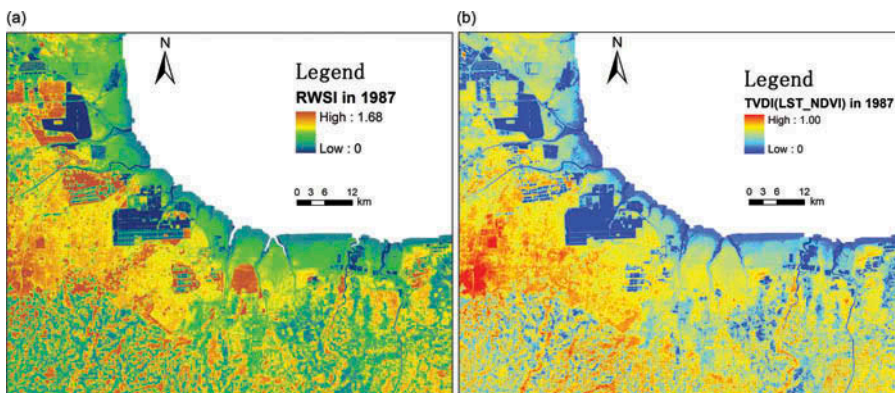 (a)
N
Legend
RWSI in 1987
High : 1.68
Low : 0
0 3 6 12
km
(b)
N
Legend
TVDI(LST_NDVI) in 1987
High : 1.00
Low : 0
0 3 6 12
km